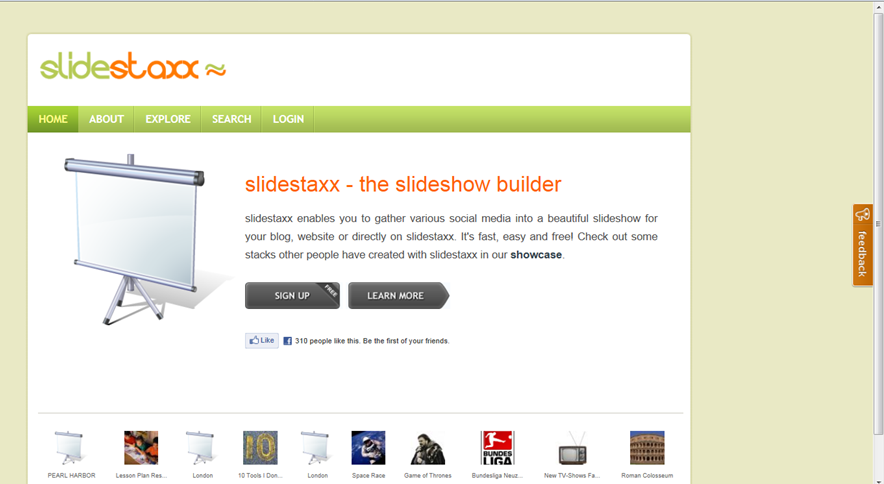 slidestaxx
HOME ABOUT EXPLORE SEARCH LOGIN
slidestaxx - the slideshow builder
slidestaxx enables you to gather various social media into a beautiful slideshow for
your blog, website or directly on slidestaxx. It's fast, easy and free! Check out some
stacks other people have created with slidestaxx in our showcase.
SIGN UP FREE LEARN MORE
Like 310 people like this. Be the first of your friends.
feedback
10
BUNDES
LIGA
PEARL HARBOR Lesson Plan Res... London 10 Tools I Don... London Space Race Game of Thrones Bundesliga Neuz... New TV-Shows Fa... Roman Colosseum